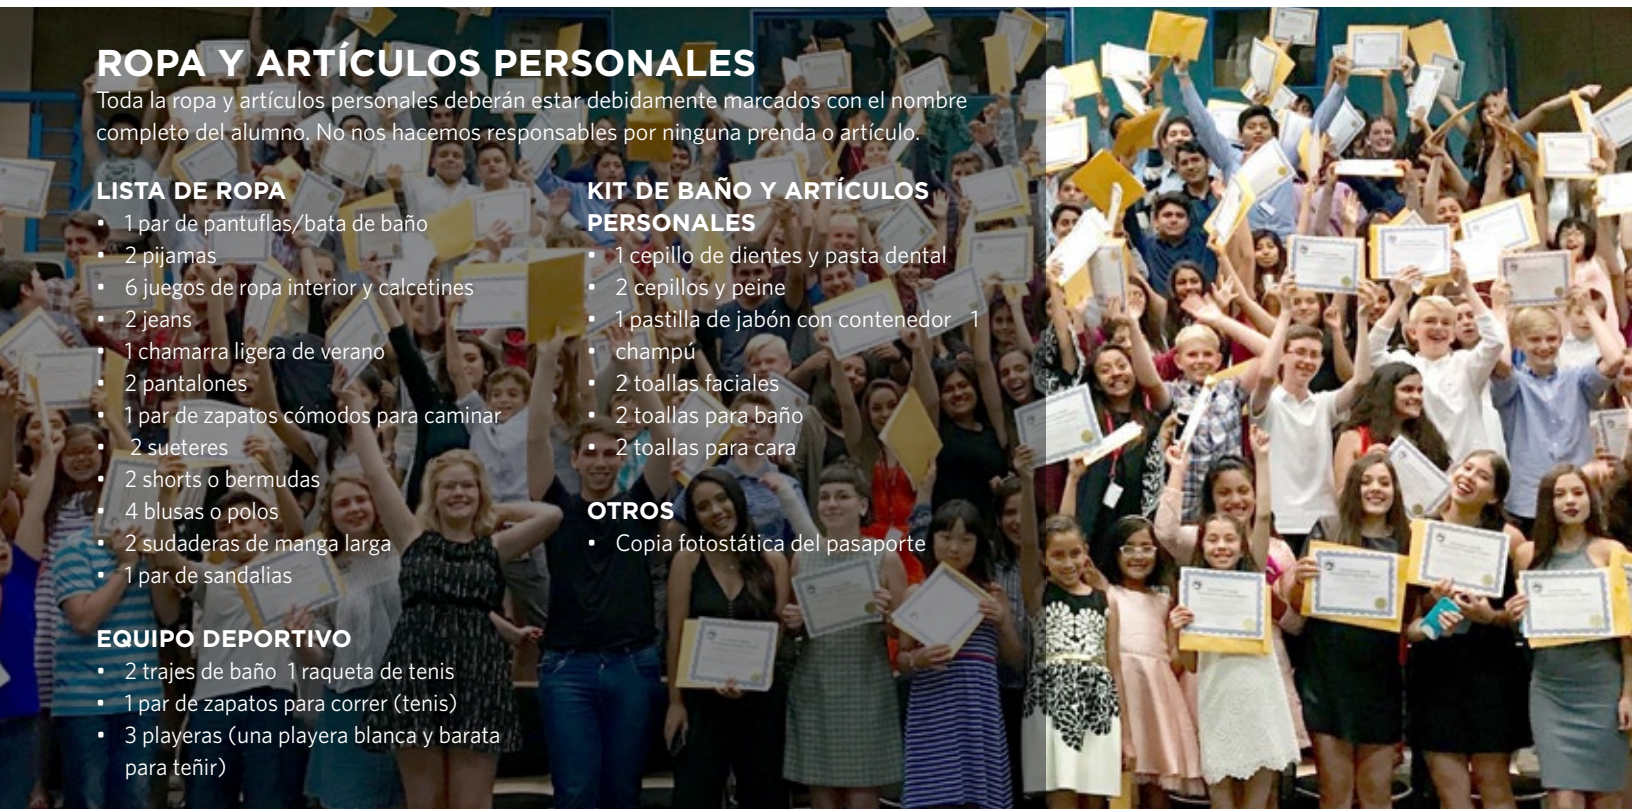 ROPA Y ARTÍCULOS PERSONALES
Toda la ropa y artículos personales deberán estar debidamente marcados con el nombre
completo del alumno. No nos hacemos responsables por ninguna prenda o artículo.
LISTA DE ROPA
• 1 par de pantuflas/bata de baño
• 2 pijamas
• 6 juegos de ropa interior y calcetines
• 2 jeans
• 1 chamarra ligera de verano
• 2 pantalones
• 1 par de zapatos cómodos para caminar
• 2 sueteres
• 2 shorts o bermudas
• 4 blusas o polos
• 2 sudaderas de manga larga
• 1 par de sandalias
EQUIPO DEPORTIVO
• 2 trajes de baño 1 raqueta de tenis
• 1 par de zapatos para correr (tenis)
• 3 playeras (una playera blanca y barata
para teñir)
KIT DE BAÑO Y ARTÍCULOS
PERSONALES
• 1 cepillo de dientes y pasta dental
• 2 cepillos y peine
• 1 pastilla de jabón con contenedor 1
• champú
• 2 toallas faciales
• 2 toallas para baño
• 2 toallas para cara
OTROS
• Copia fotostática del pasaporte